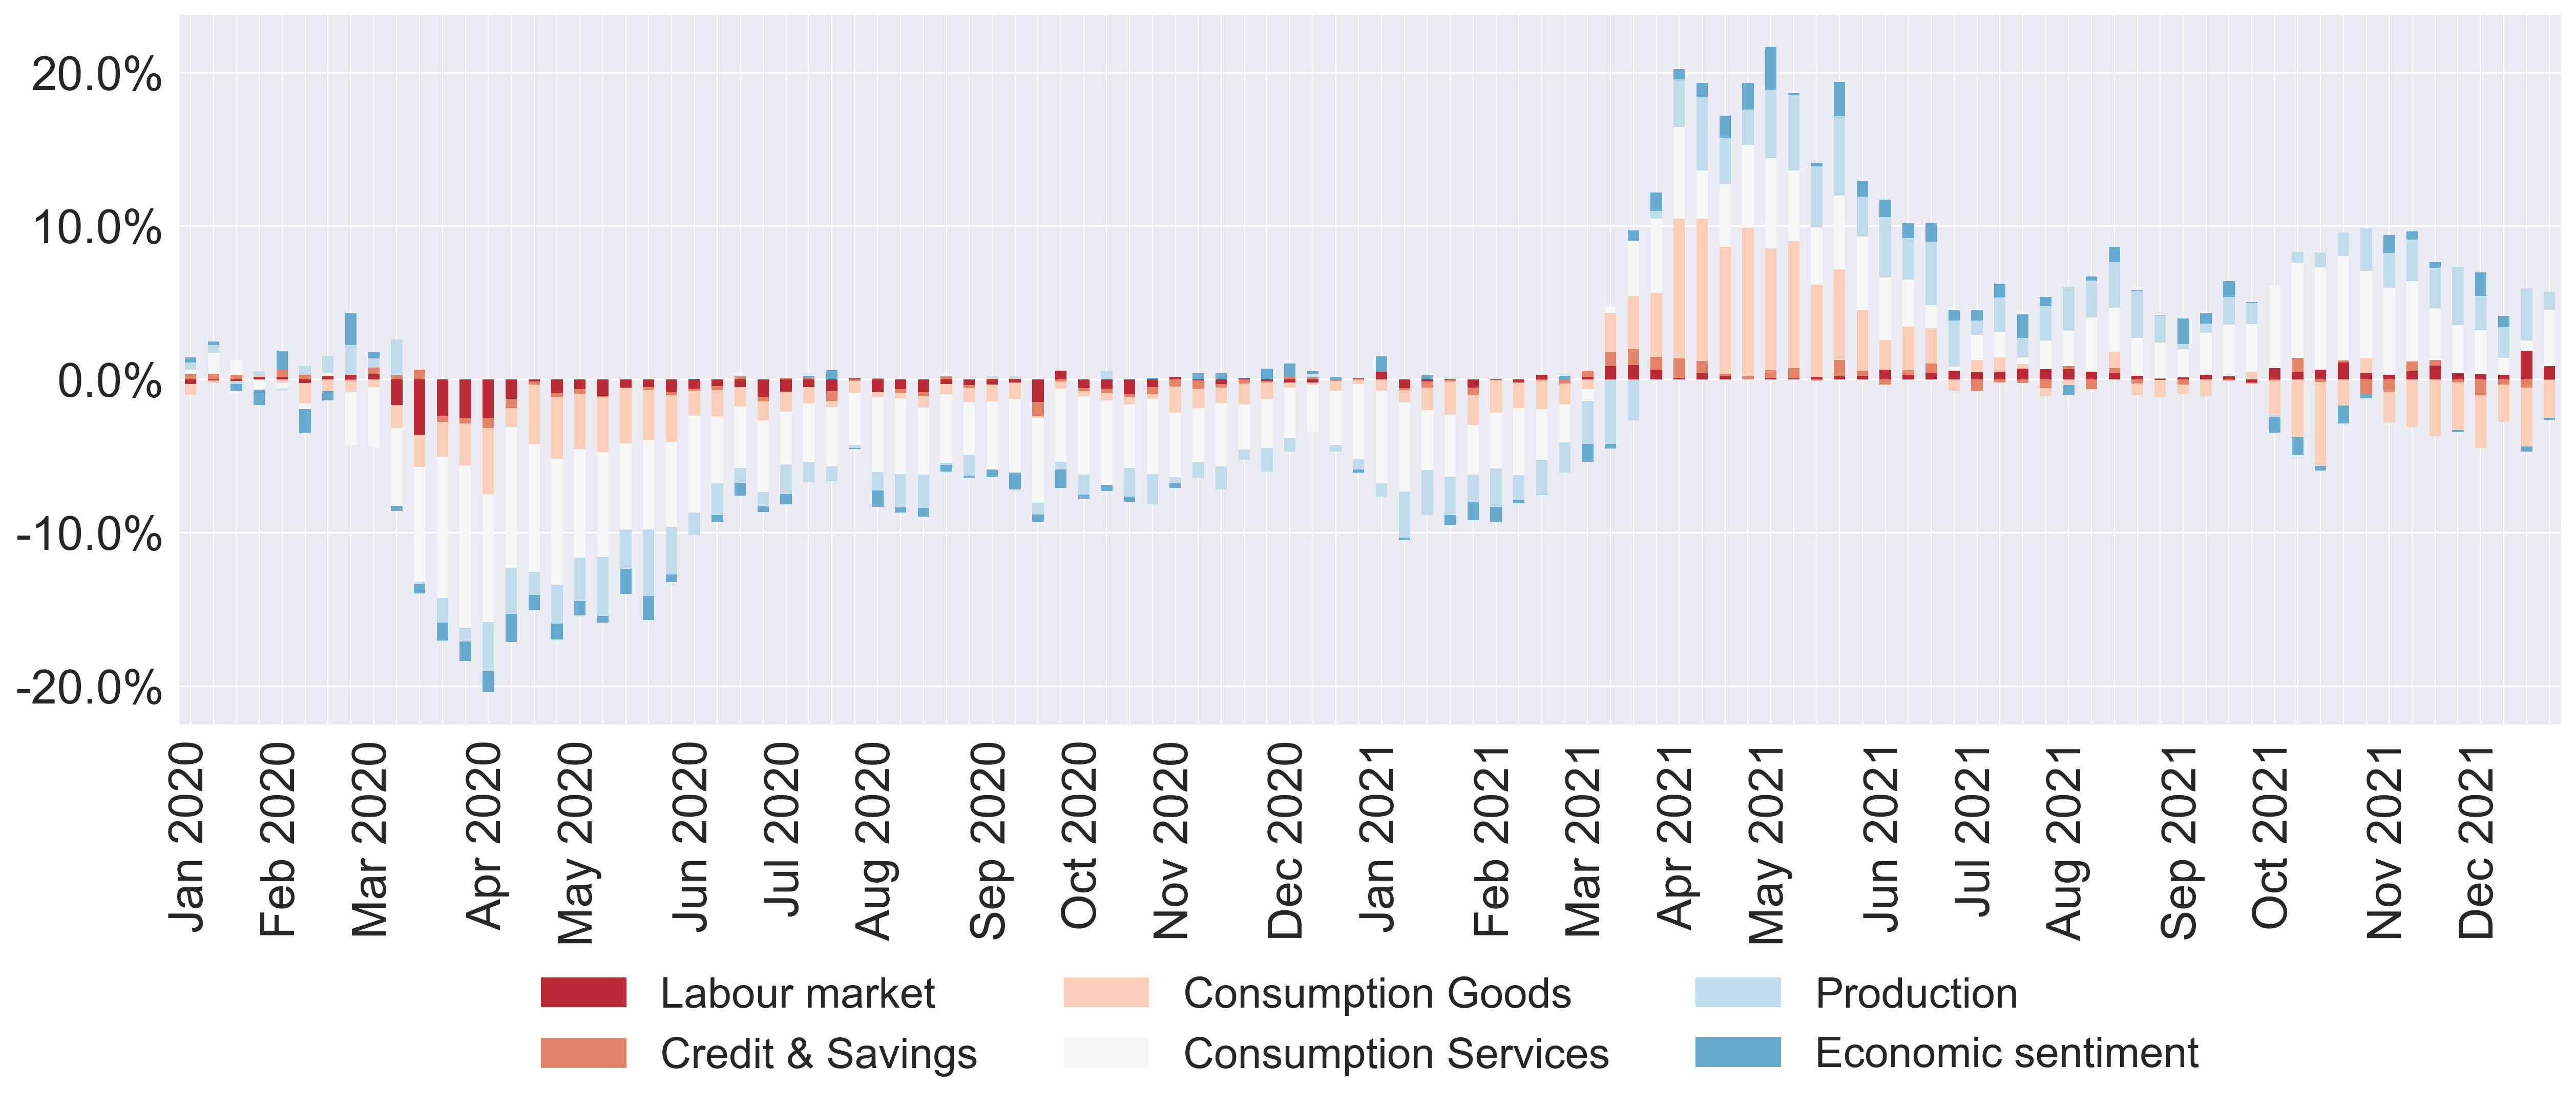 20.0%
10.0%
0.0%
-10.0%
-20.0%
Jan 2020
Feb 2020
Mar 2020
Apr 2020
May 2020
Jun 2020
Jul 2020
Aug 2020
Sep 2020
Oct 2020
Nov 2020
Dec 2020
Jan 2021
Feb 2021
Mar 2021
Apr 2021
May 2021
Jun 2021
Jul 2021
Aug 2021
Sep 2021
Oct 2021
Nov 2021
Dec 2021
Labour market
Credit & Savings
Consumption Goods
Consumption Services
Production
Economic sentiment